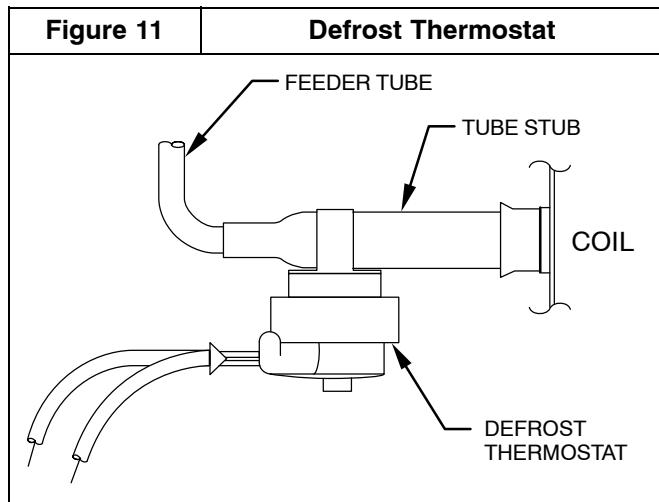 Figure 11
Defrost Thermostat
FEEDER TUBE
TUBE STUB
COIL
DEFROST
THERMOSTAT